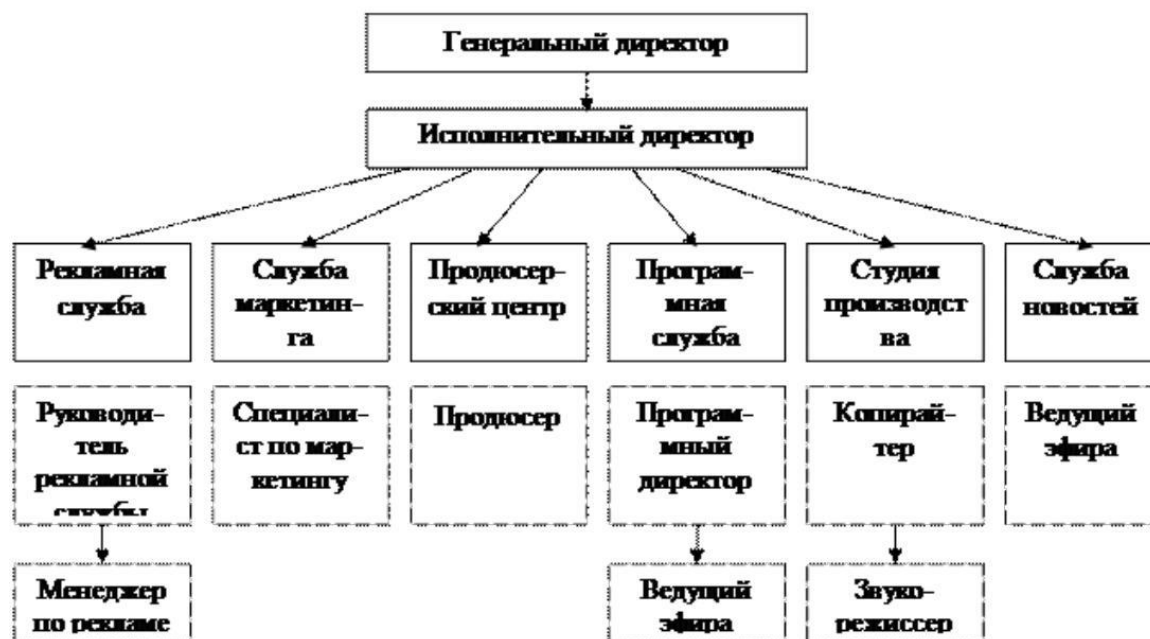 Генеральный директор
Исполнительный директор
Рекламная
служба
Служба
маркетин-
га
Продюсер-
ский центр
Програм-
мная
служба
Студия
производст
ва
Служба
новостей
Руководи-
тель
рекламной
службы
Специали-
ст по мар-
кетингу
Продюсер
Програм-
мный
директор
Копирай-
тер
Ведущий
эфира
Менеджер
по рекламе
Ведущий
эфира
Звуко-
режиссер